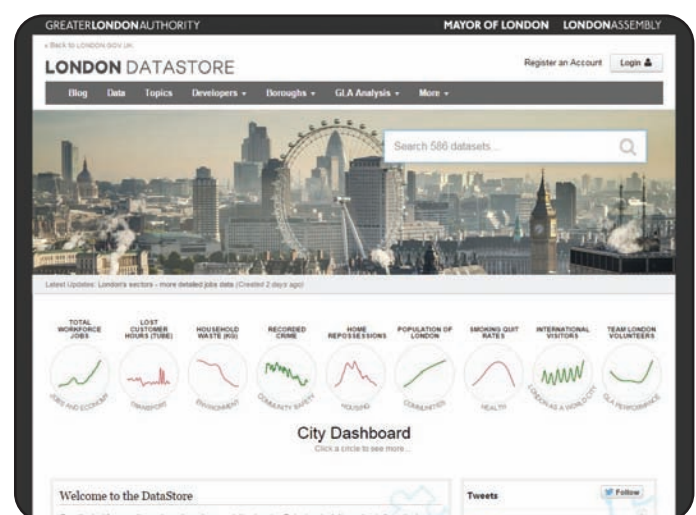 GREATERLONDONAUTHORITY
MAYOR OF LONDON LONDONASSEMBLY
« Back to LONDON.GOV.UK
LONDON DATASTORE
Register an Account Login
Blog Data Topics Developers Boroughs GLA Analysis More
Search 586 datasets...
Latest Updates: London's sectors - more detailed jobs data (Created 2 days ago)
TOTAL WORKFORCE JOBS
JOBS AND ECONOMY
LOST CUSTOMER HOURS (TUBE)
TRANSPORT
HOUSEHOLD WASTE (KG)
ENVIRONMENT
RECORDED CRIME
COMMUNITY SAFETY
HOME REPOSSESSIONS
HOUSING
POPULATION OF LONDON
COMMUNITIES
SMOKING QUIT RATES
HEALTH
INTERNATIONAL VISITORS
LONDON AS A WORLD CITY
TEAM LONDON VOLUNTEERS
GLA PERFORMANCE
City Dashboard
Click a circle to see more...
Welcome to the DataStore
Tweets
Follow